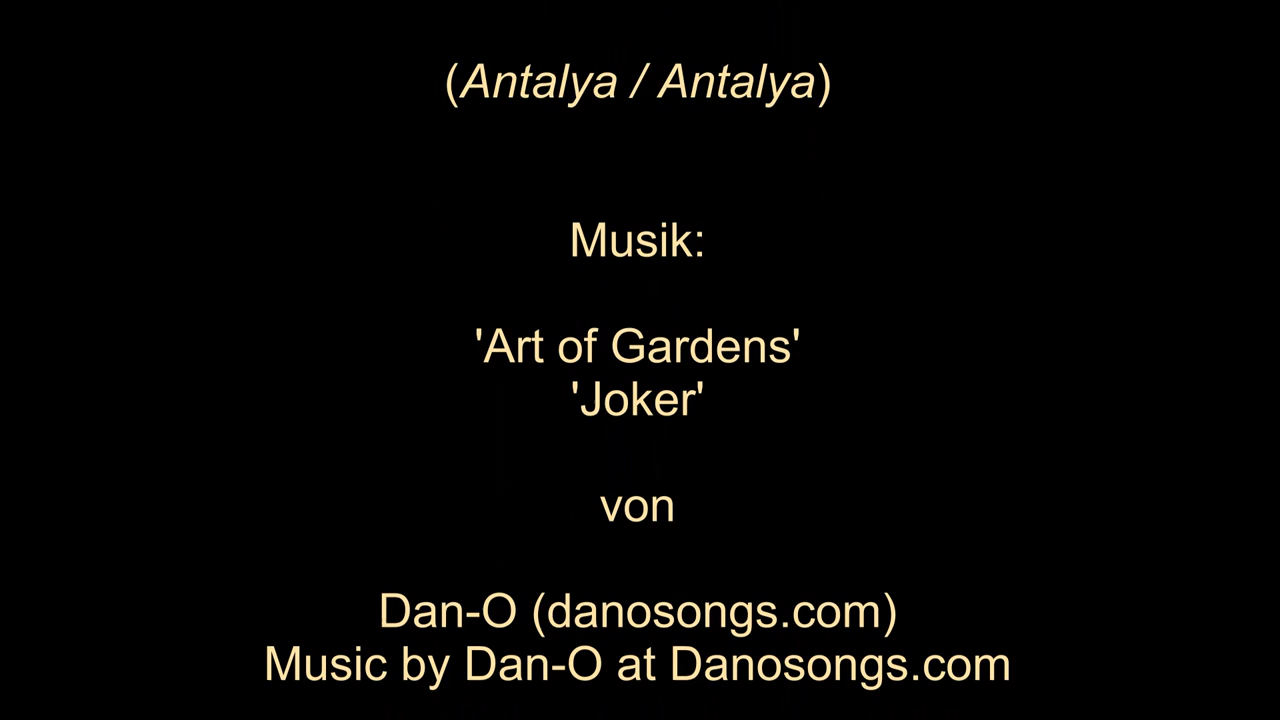 (Antalya / Antalya)
Musik:
'Art of Gardens'
'Joker'
von
Dan-O (danosongs.com)
Music by Dan-O at Danosongs.com